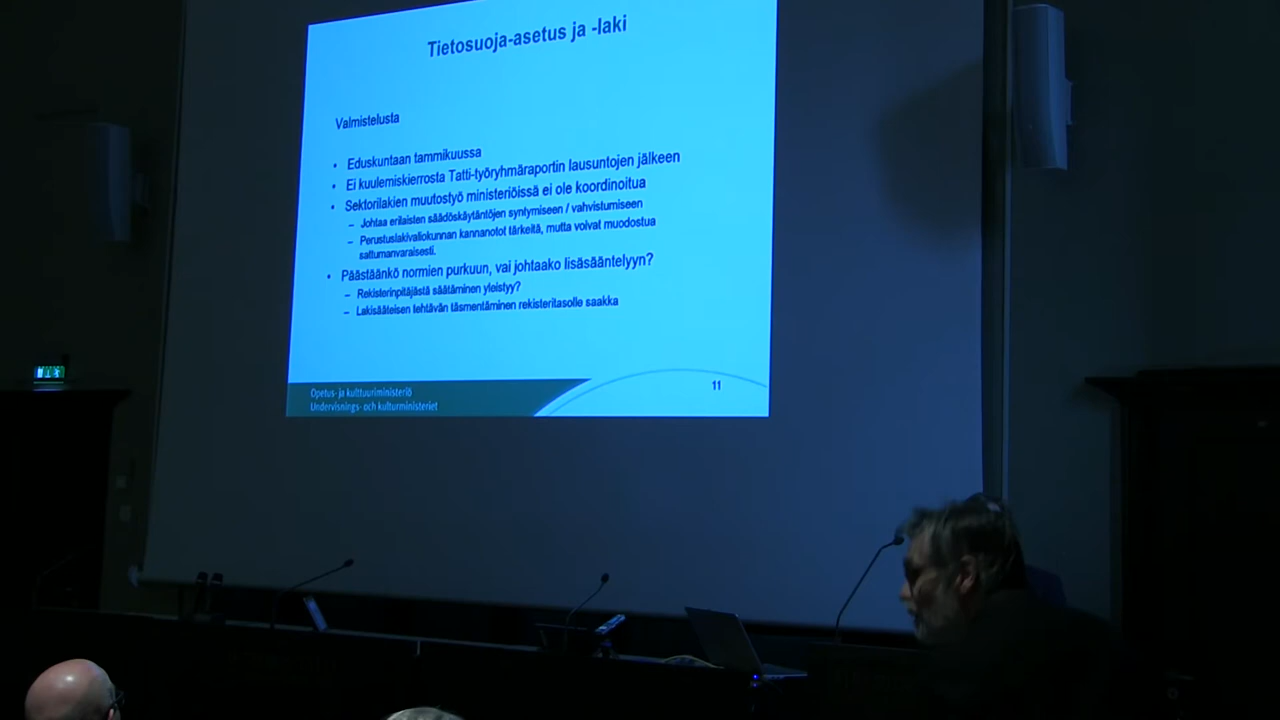 Tietosuoja-asetus ja -laki
Valmistelusta
• Eduskuntaan tammikuussa
• Ei kuulemiskierrosta Tatti-työryhmäraportin lausuntojen jälkeen
• Sektorilakien muutostyö ministeriöissä ei ole koordinoitua
– Johtaa erilaisten säädöskäytäntöjen syntymiseen / vahvistumiseen
– Perustuslakivaliokunnan kannanotot tärkeitä, mutta voivat muodostua
sattumanvaraisesti.
• Päästäänkö normien purkuun, vai johtaako lisäsääntelyyn?
– Rekisterinpitäjästä säätäminen yleistyy?
– Lakisääteisen tehtävän täsmentäminen rekisteritasolle saakka
Opetus- ja kulttuuriministeriö
Undervisnings- och kulturministeriet
11